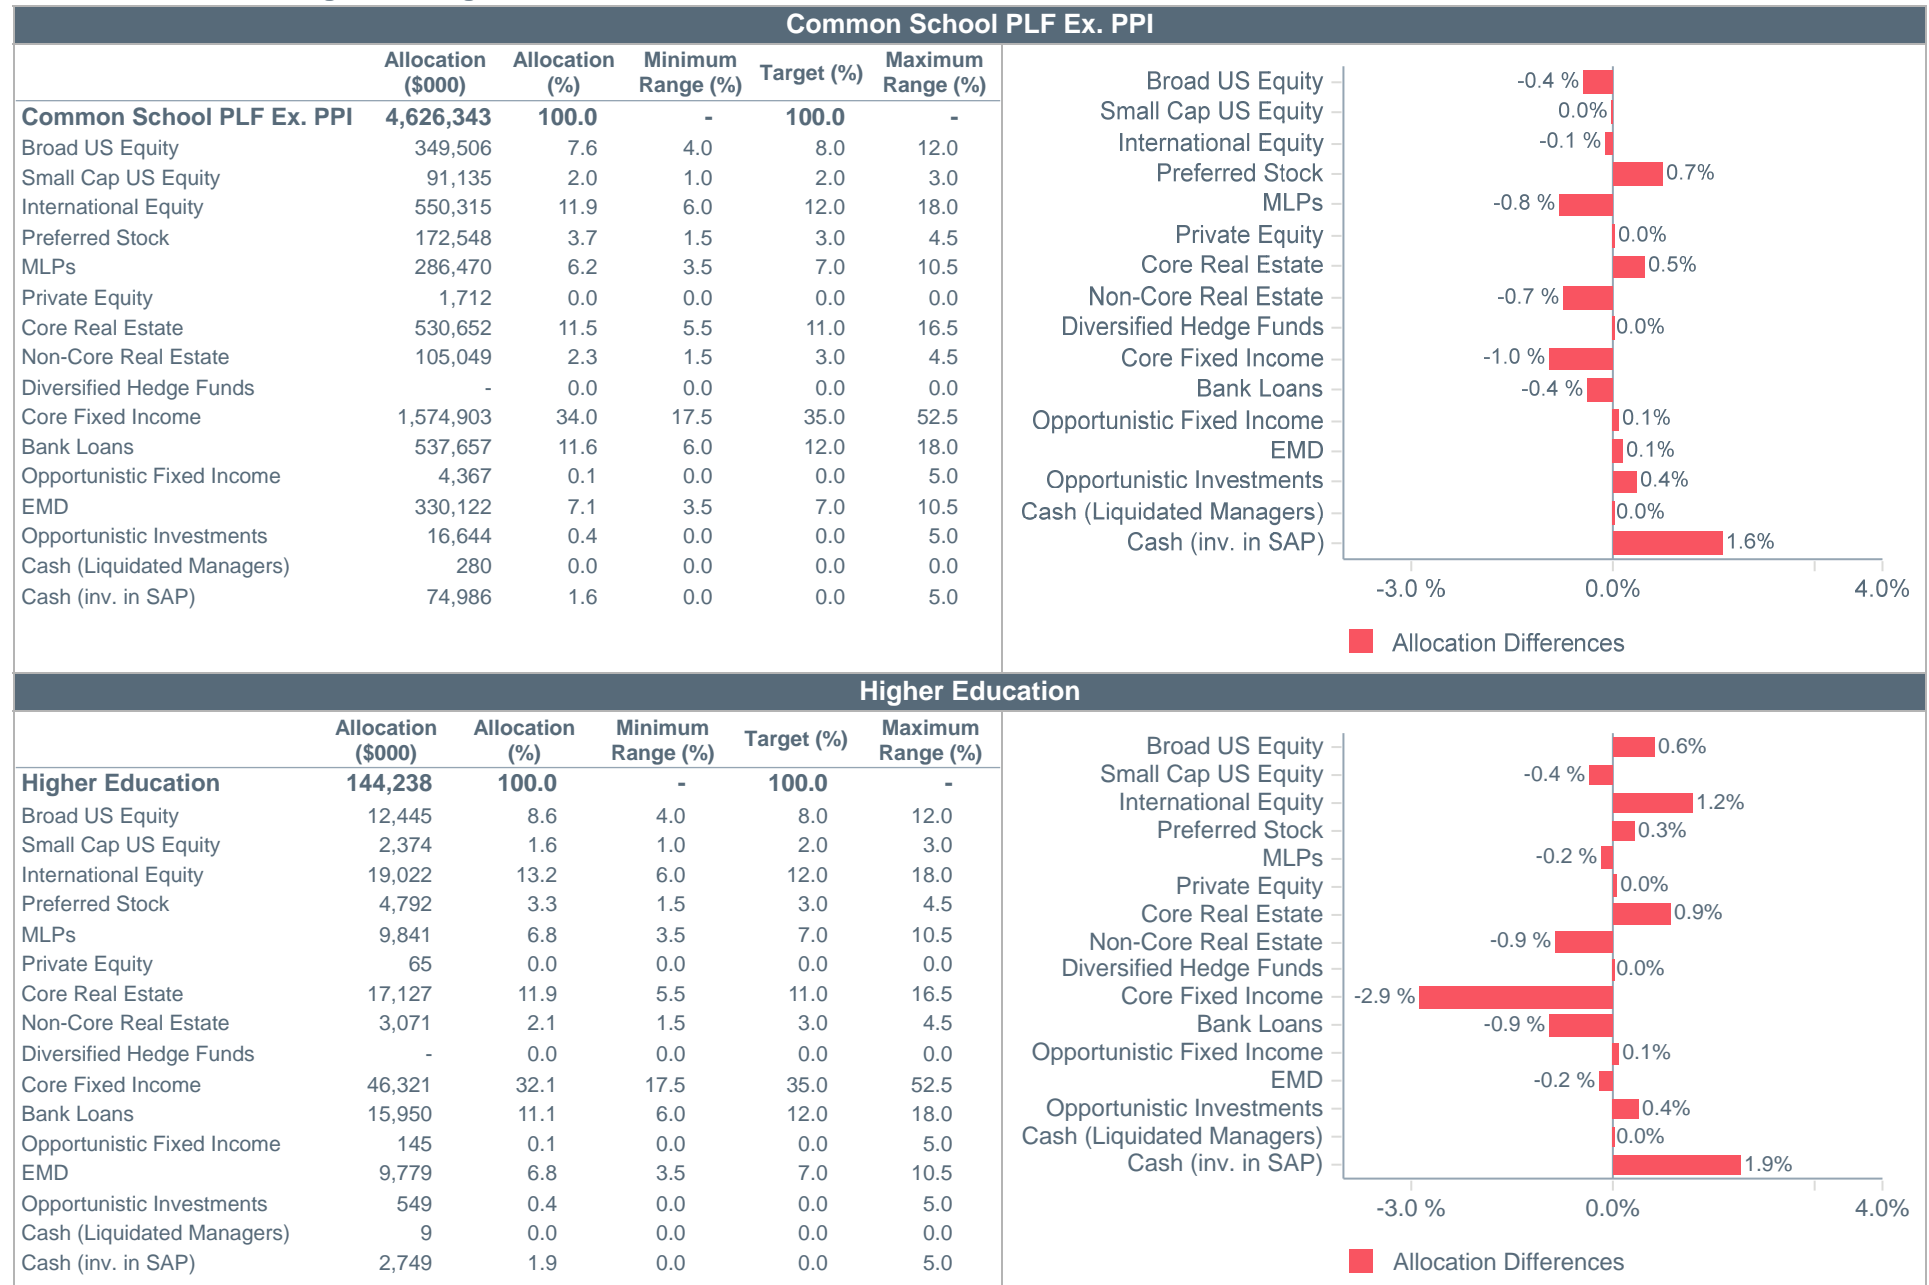 Common School PLF Ex. PPI
Allocation ($000) Allocation (%) Minimum Range (%) Target (%) Maximum Range (%)
Common School PLF Ex. PPI 4,626,343 100.0 - 100.0 -
Broad US Equity 349,506 7.6 4.0 8.0 12.0
Small Cap US Equity 91,135 2.0 1.0 2.0 3.0
International Equity 550,315 11.9 6.0 12.0 18.0
Preferred Stock 172,548 3.7 1.5 3.0 4.5
MLPs 286,470 6.2 3.5 7.0 10.5
Private Equity 1,712 0.0 0.0 0.0 0.0
Core Real Estate 530,652 11.5 5.5 11.0 16.5
Non-Core Real Estate 105,049 2.3 1.5 3.0 4.5
Diversified Hedge Funds - 0.0 0.0 0.0 0.0
Core Fixed Income 1,574,903 34.0 17.5 35.0 52.5
Bank Loans 537,657 11.6 6.0 12.0 18.0
Opportunistic Fixed Income 4,367 0.1 0.0 0.0 5.0
EMD 330,122 7.1 3.5 7.0 10.5
Opportunistic Investments 16,644 0.4 0.0 0.0 5.0
Cash (Liquidated Managers) 280 0.0 0.0 0.0 0.0
Cash (inv. in SAP) 74,986 1.6 0.0 0.0 5.0
Broad US Equity -0.4 %
Small Cap US Equity 0.0%
International Equity -0.1 %
Preferred Stock 0.7%
MLPs -0.8 %
Private Equity 0.0%
Core Real Estate 0.5%
Non-Core Real Estate -0.7 %
Diversified Hedge Funds 0.0%
Core Fixed Income -1.0 %
Bank Loans -0.4 %
Opportunistic Fixed Income 0.1%
EMD 0.1%
Opportunistic Investments 0.4%
Cash (Liquidated Managers) 0.0%
Cash (inv. in SAP) 1.6%
-3.0 % 0.0% 4.0%
Allocation Differences
Higher Education
Allocation ($000) Allocation (%) Minimum Range (%) Target (%) Maximum Range (%)
Higher Education 144,238 100.0 - 100.0 -
Broad US Equity 12,445 8.6 4.0 8.0 12.0
Small Cap US Equity 2,374 1.6 1.0 2.0 3.0
International Equity 19,022 13.2 6.0 12.0 18.0
Preferred Stock 4,792 3.3 1.5 3.0 4.5
MLPs 9,841 6.8 3.5 7.0 10.5
Private Equity 65 0.0 0.0 0.0 0.0
Core Real Estate 17,127 11.9 5.5 11.0 16.5
Non-Core Real Estate 3,071 2.1 1.5 3.0 4.5
Diversified Hedge Funds - 0.0 0.0 0.0 0.0
Core Fixed Income 46,321 32.1 17.5 35.0 52.5
Bank Loans 15,950 11.1 6.0 12.0 18.0
Opportunistic Fixed Income 145 0.1 0.0 0.0 5.0
EMD 9,779 6.8 3.5 7.0 10.5
Opportunistic Investments 549 0.4 0.0 0.0 5.0
Cash (Liquidated Managers) 9 0.0 0.0 0.0 0.0
Cash (inv. in SAP) 2,749 1.9 0.0 0.0 5.0
Broad US Equity 0.6%
Small Cap US Equity -0.4 %
International Equity 1.2%
Preferred Stock 0.3%
MLPs -0.2 %
Private Equity 0.0%
Core Real Estate 0.9%
Non-Core Real Estate -0.9 %
Diversified Hedge Funds 0.0%
Core Fixed Income -2.9 %
Bank Loans -0.9 %
Opportunistic Fixed Income 0.1%
EMD -0.2 %
Opportunistic Investments 0.4%
Cash (Liquidated Managers) 0.0%
Cash (inv. in SAP) 1.9%
-3.0 % 0.0% 4.0%
Allocation Differences